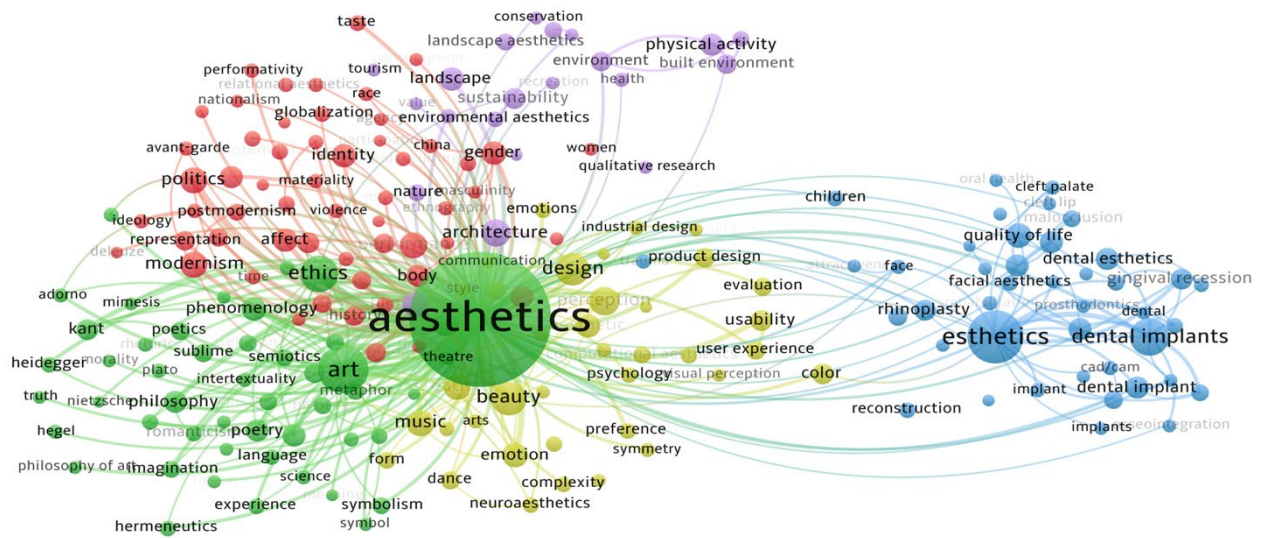 conservation
taste
landscape aesthetics
physical activity
environment
built environment
performativity
tourism
landscape
health
relational aesthetics
recreation
race
nationalism
sustainability
value
globalization
environmental aesthetics
avant-garde
identity
china
gender
women
qualitative research
politics
materiality
nature
masculinity
oral health
cleft palate
children
cleft lip
ideology
postmodernism
violence
ethnography
emotions
malocclusion
industrial design
representation
affect
architecture
quality of life
deleuze
modernism
ethics
time
body
communication
design
product design
face
dental esthetics
facial aesthetics
gingival recession
adorno
mimesis
phenomenology
history
style
perception
evaluation
rhinoplasty
prosthodontics
dental
kant
poetics
aesthetics
usability
esthetics
dental implants
heidegger
morality
sublime
semiotics
theatre
computational aesthetics
user experience
plato
intertextuality
art
metaphor
psychology
visual perception
color
cad/cam
truth
nietzsche
philosophy
beauty
implant
dental implant
reconstruction
hegel
romanticism
poetry
music
arts
preference
implants
osseointegration
philosophy of art
imagination
language
form
emotion
symmetry
science
dance
complexity
experience
symbolism
neuroaesthetics
hermeneutics
symbol